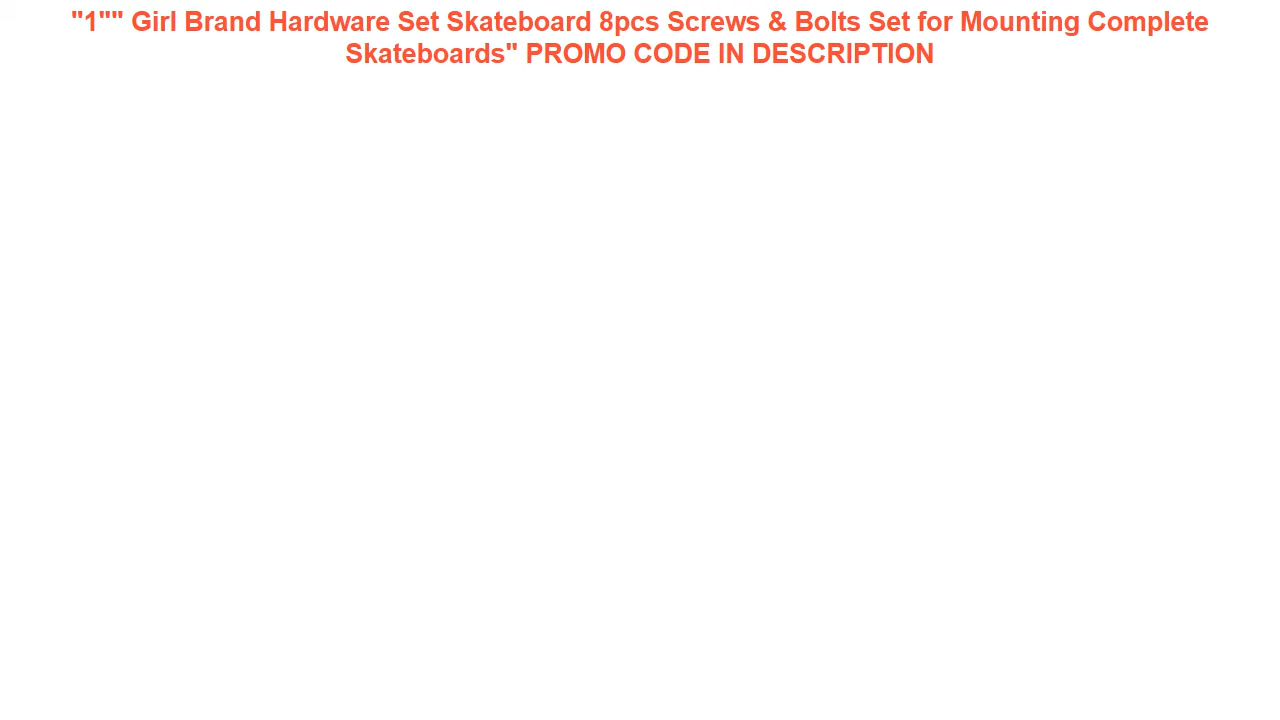 "1"" Girl Brand Hardware Set Skateboard 8pcs Screws & Bolts Set for Mounting Complete
Skateboards" PROMO CODE IN DESCRIPTION